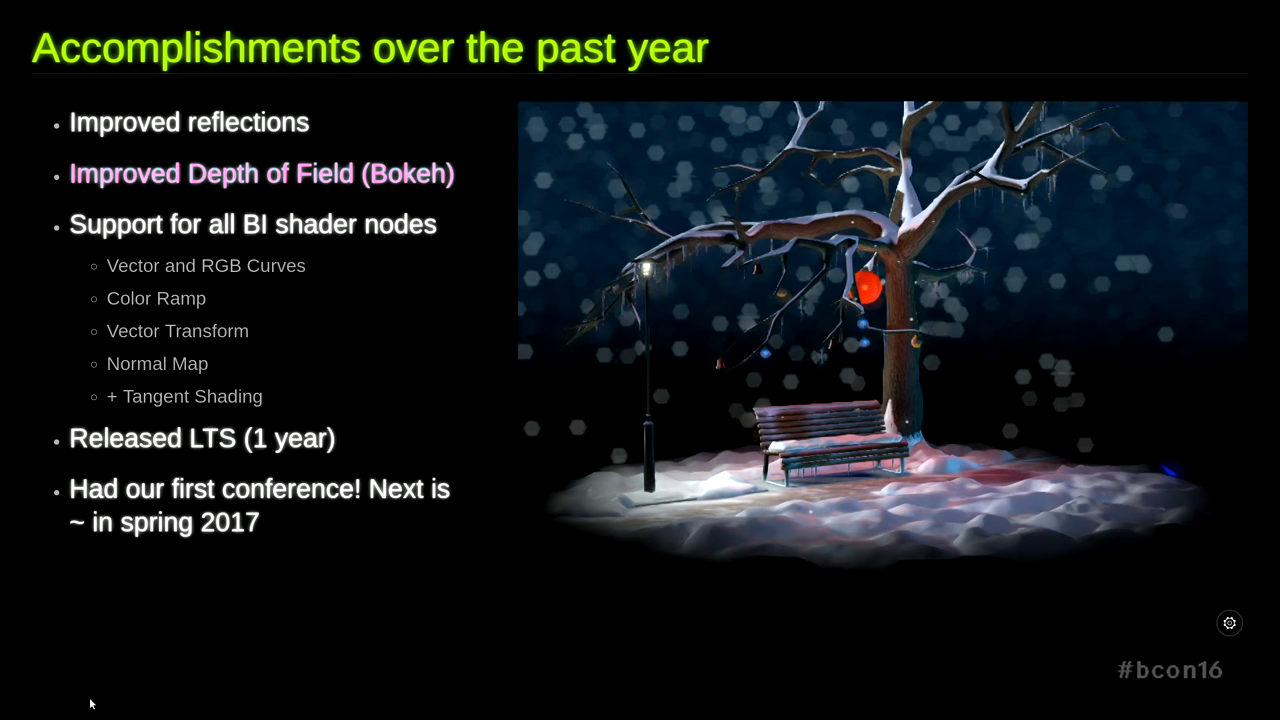 Accomplishments over the past year
Improved reflections
Improved Depth of Field (Bokeh)
Support for all BI shader nodes
Vector and RGB Curves
Color Ramp
Vector Transform
Normal Map
+ Tangent Shading
Released LTS (1 year)
Had our first conference! Next is
~ in spring 2017
#bcon16